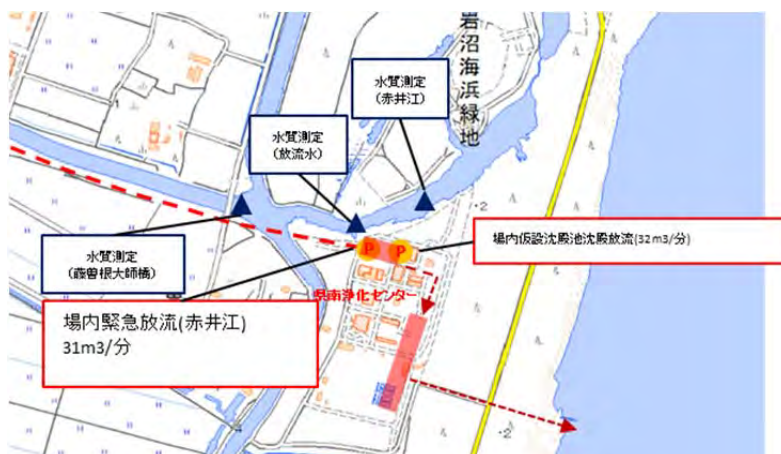 岩沼海浜緑地
水質測定
(赤井江)
水質測定
(放流水)
水質測定
(藤曽根大師橋)
P
P
場内仮設沈殿池沈殿放流(32m3/分)
県南浄化センター
場内緊急放流(赤井江)
31m3/分
・2
・2